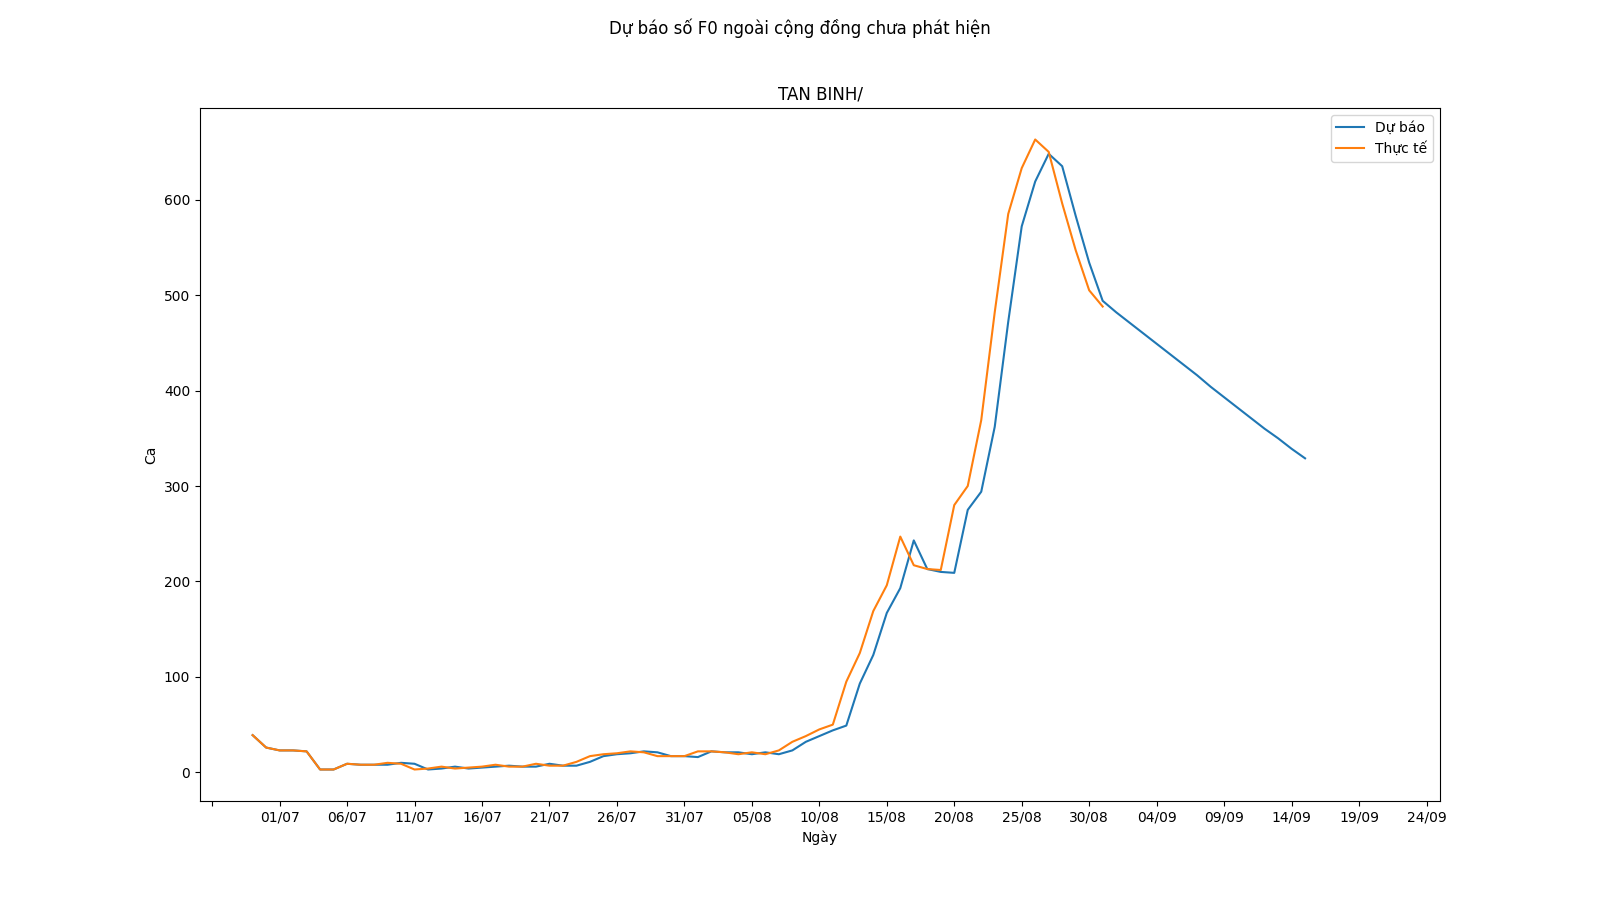 Dự báo số F0 ngoài cộng đồng chưa phát hiện
TAN BINH/
Dự báo
Thực tế
600
500
400
300
200
100
0
Ca
01/07 06/07 11/07 16/07 21/07 26/07 31/07 05/08 10/08 15/08 20/08 25/08 30/08 04/09 09/09 14/09 19/09 24/09
Ngày